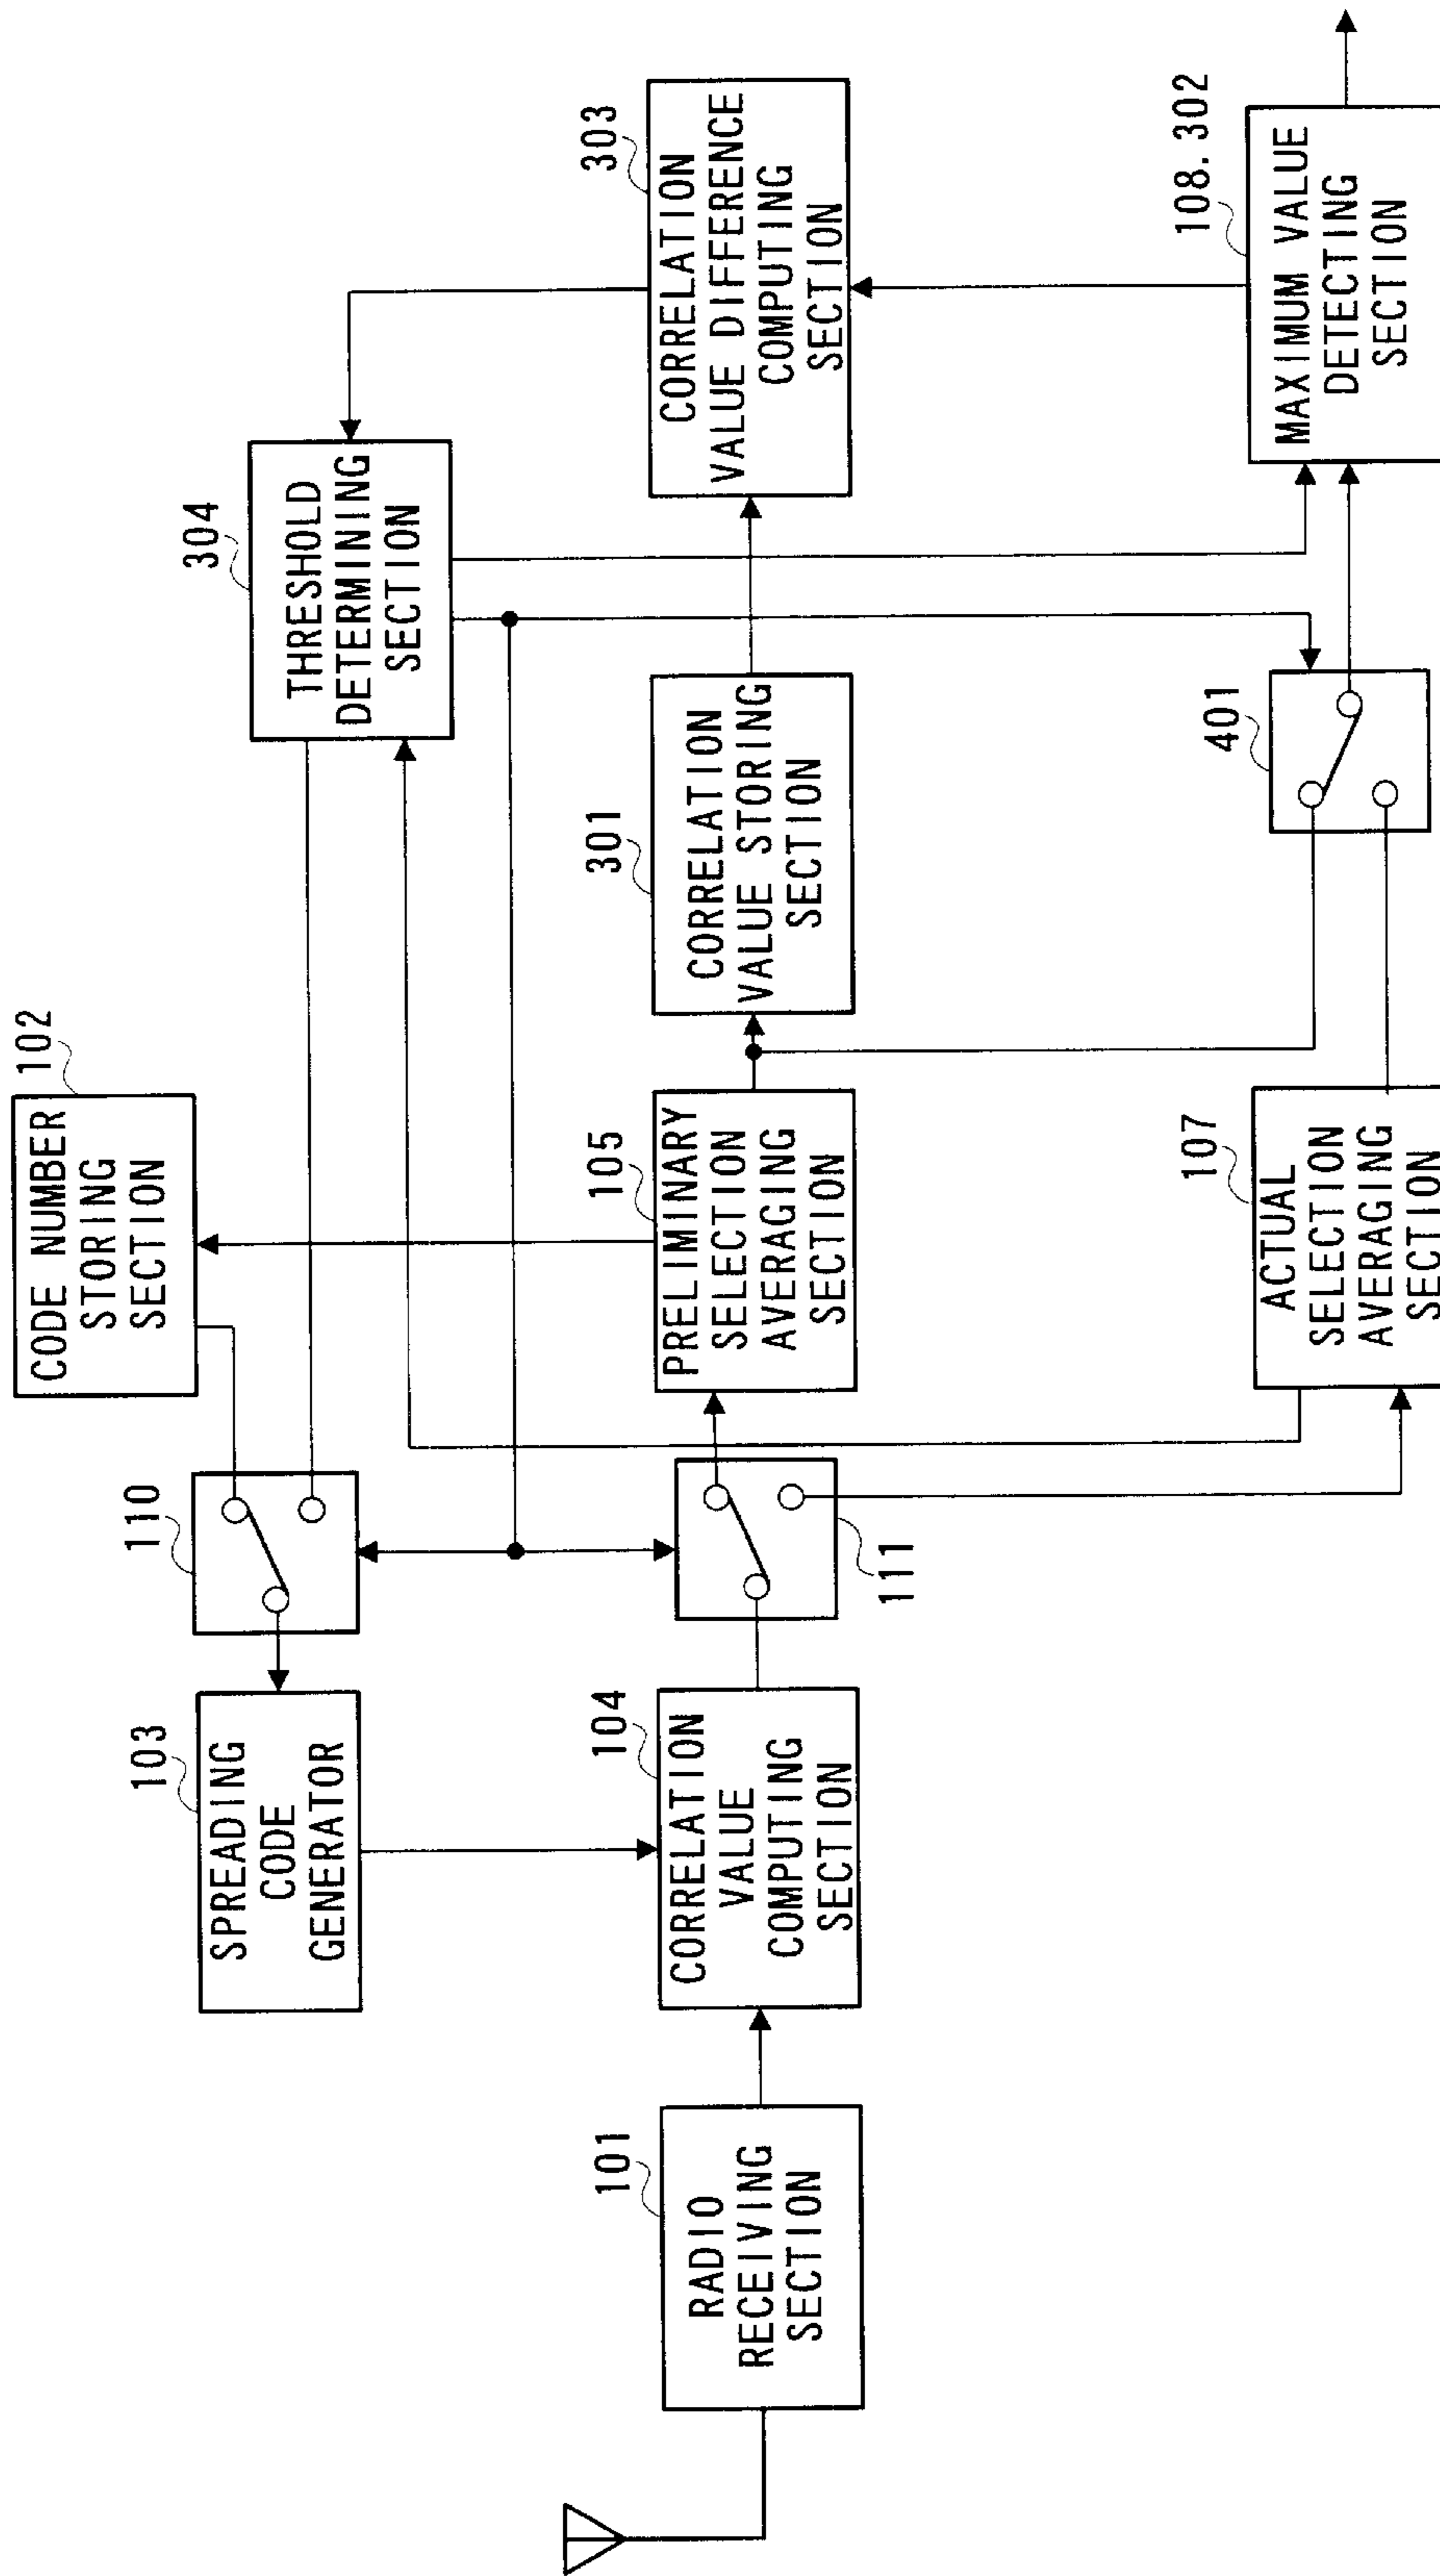 102
CODE NUMBER
STORING
SECTION
110
103
SPREADING
CODE
GENERATOR
304
THRESHOLD
DETERMINING
SECTION
101
RADIO
RECEIVING
SECTION
104
CORRELATION
VALUE
COMPUTING
SECTION
111
105
PRELIMINARY
SELECTION
AVERAGING
SECTION
301
CORRELATION
VALUE STORING
SECTION
303
CORRELATION
VALUE DIFFERENCE
COMPUTING
SECTION
107
ACTUAL
SELECTION
AVERAGING
SECTION
401
108. 302
MAXIMUM VALUE
DETECTING
SECTION